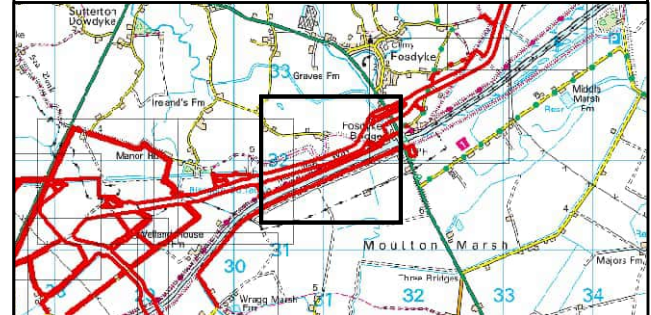 Sutterton
Dowdyke
Fosdyke
33
Graves Fm
Ireland's Fm
Middle
Marsh
Fm
Fosdyke
Bridge
Manor
32
1
Welland House
Fm
31
Moulton Marsh
30
Majors Fm
Three Bridges
Wragg Marsh
Fm
32
33
34